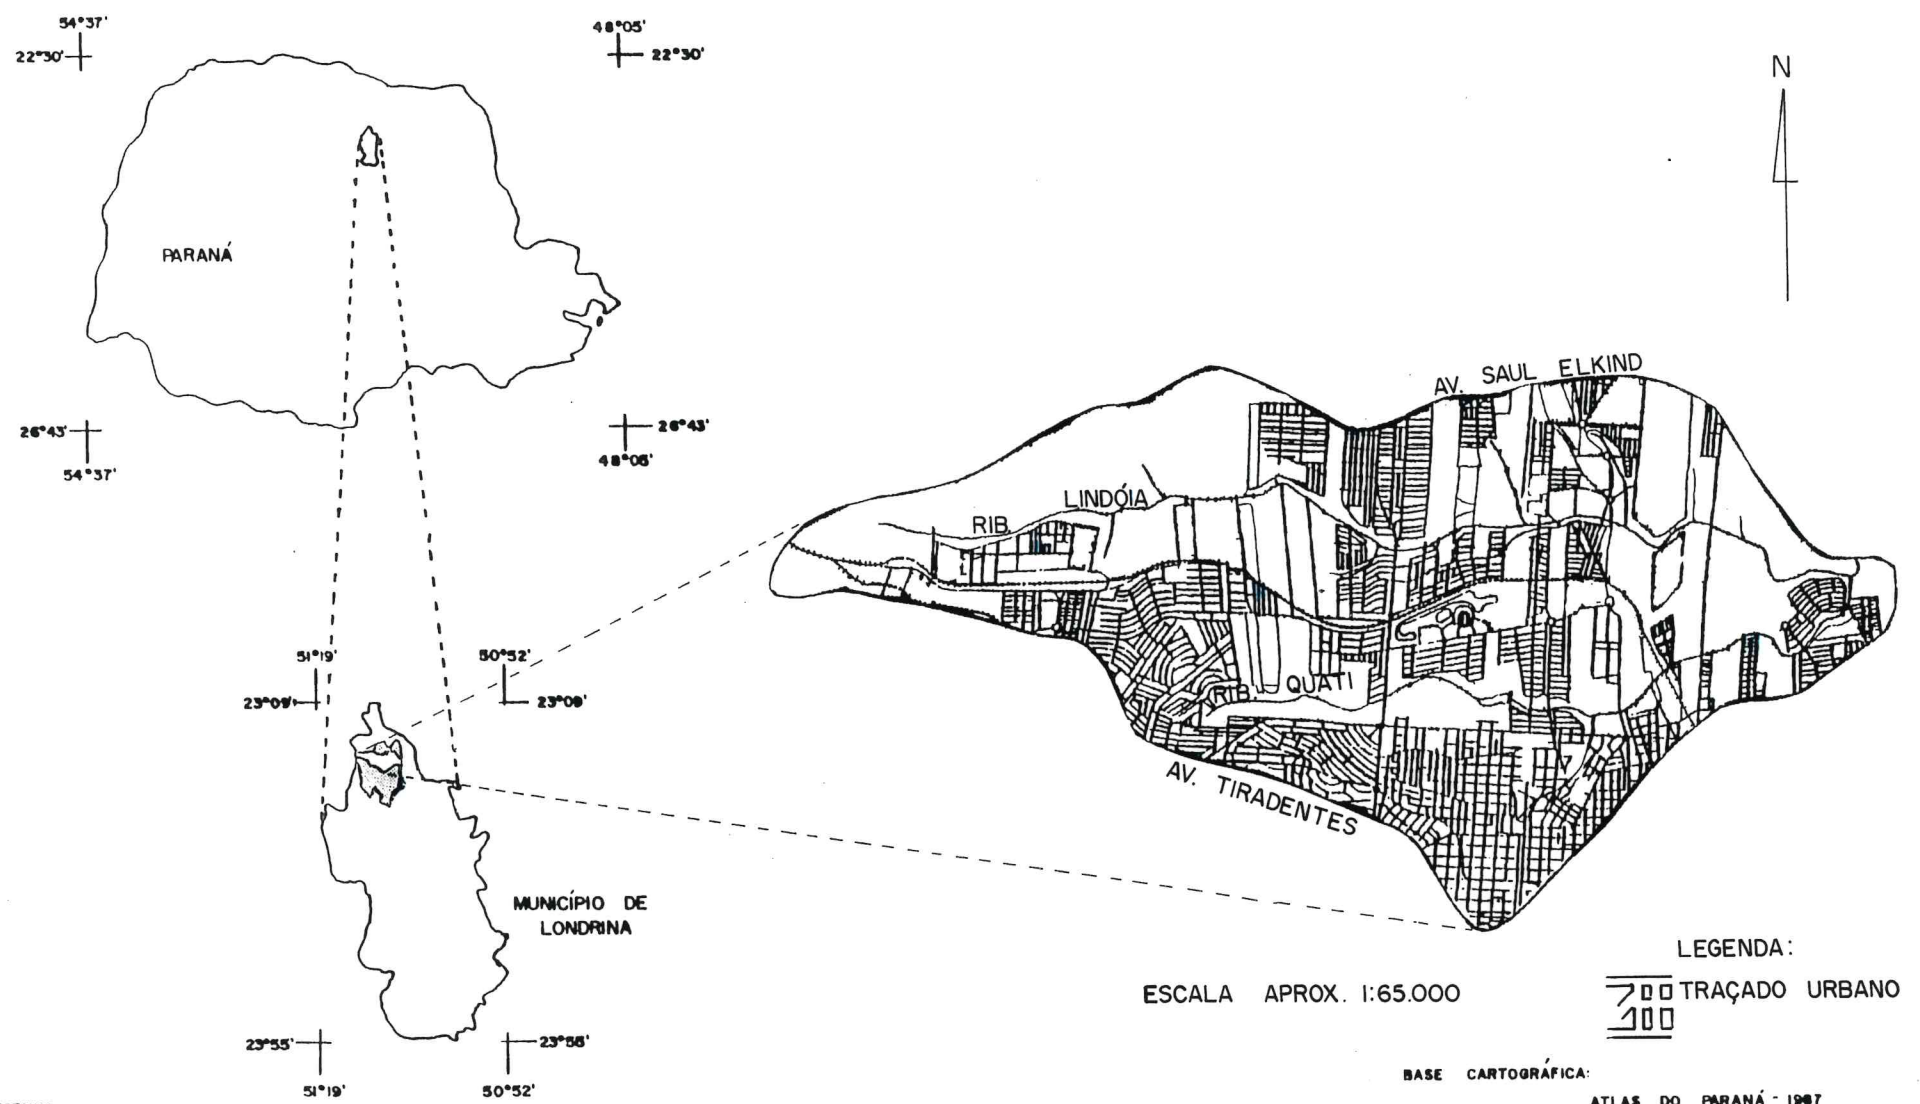 54°37'
48°05'
22°30'
22°30'
N
PARANÁ
AV. SAUL ELKIND
26°43'
26°43'
54°37'
48°05'
RIB. LINDÓIA
51°19'
50°52'
23°09'
23°09'
RIB. QUATI
AV. TIRADENTES
MUNICÍPIO DE
LONDRINA
LEGENDA:
ESCALA APROX. 1:65.000
TRAÇADO URBANO
23°55'
23°55'
51°19'
50°52'
BASE CARTOGRÁFICA:
ATLAS DO PARANÁ - 1987